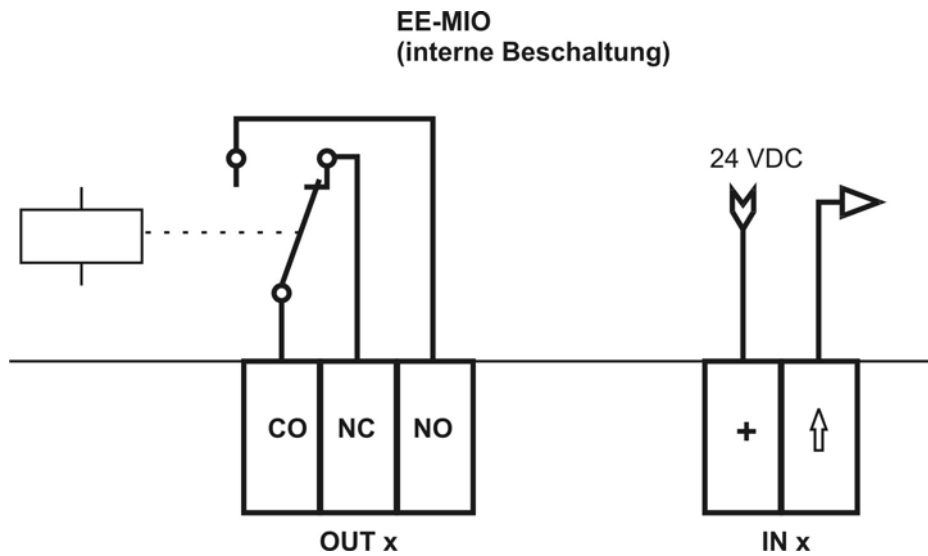 EE-MIO
(interne Beschaltung)
24 VDC
CO NC NO
+
OUT x
IN x